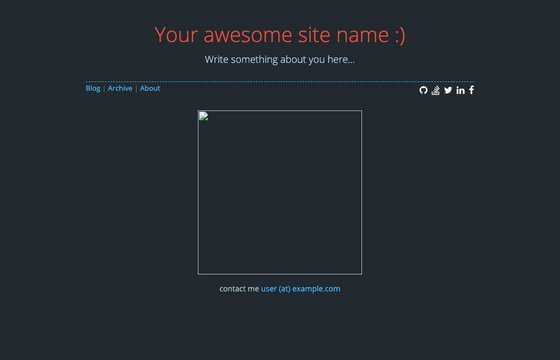 Your awesome site name :)
Write something about you here...
Blog | Archive | About
contact me user (at) example.com